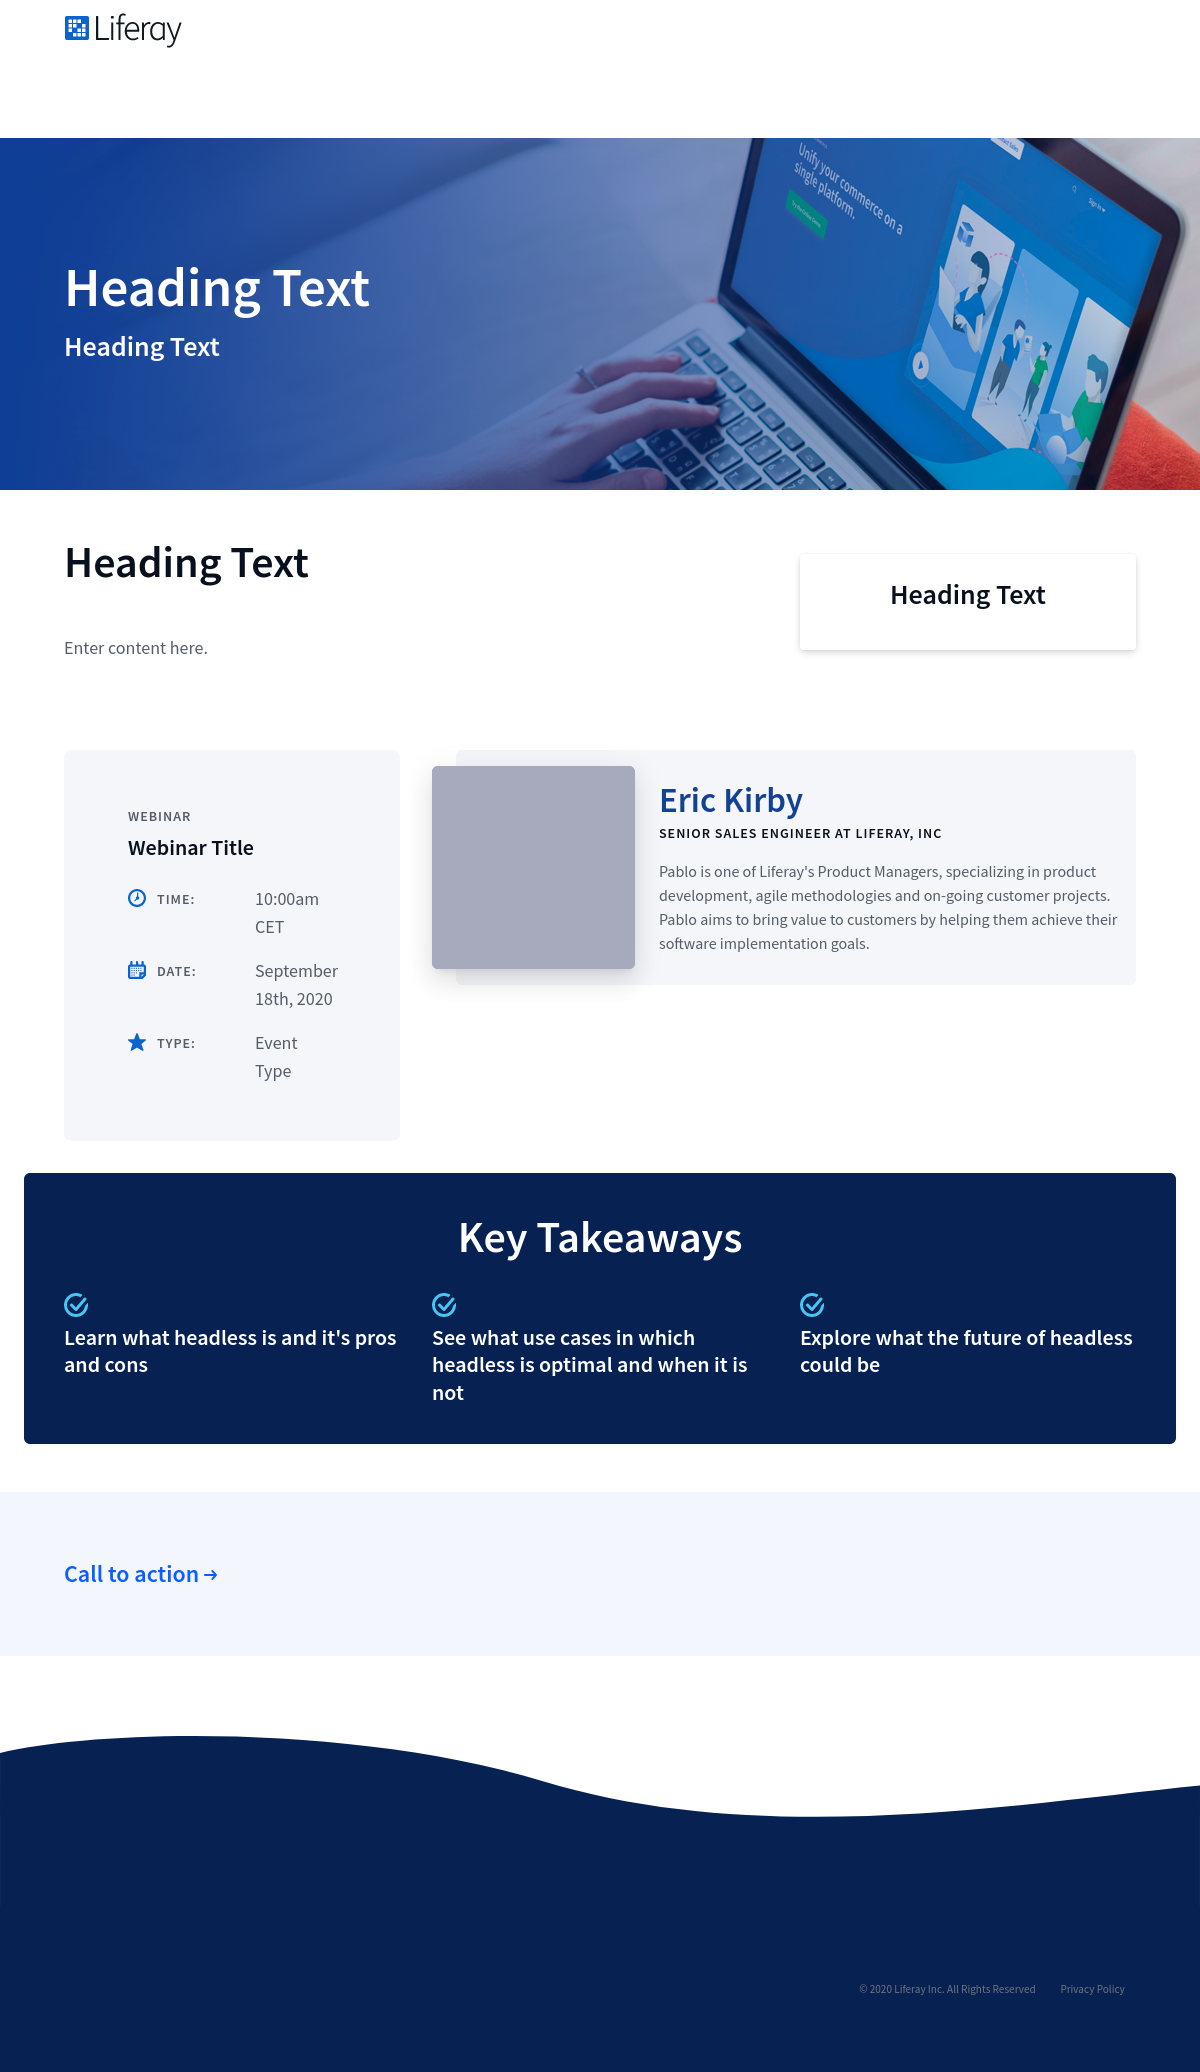 Liferay
Unify your commerce on a
single platform.
Heading Text
Heading Text
Heading Text
Heading Text
Enter content here.
WEBINAR
Webinar Title
TIME:
10:00am
CET
DATE:
September
18th, 2020
TYPE:
Event
Type
Eric Kirby
SENIOR SALES ENGINEER AT LIFERAY, INC
Pablo is one of Liferay's Product Managers, specializing in product
development, agile methodologies and on-going customer projects.
Pablo aims to bring value to customers by helping them achieve their
software implementation goals.
Key Takeaways
Learn what headless is and it's pros
and cons
See what use cases in which
headless is optimal and when it is
not
Explore what the future of headless
could be
Call to action →
© 2020 Liferay Inc. All Rights Reserved Privacy Policy